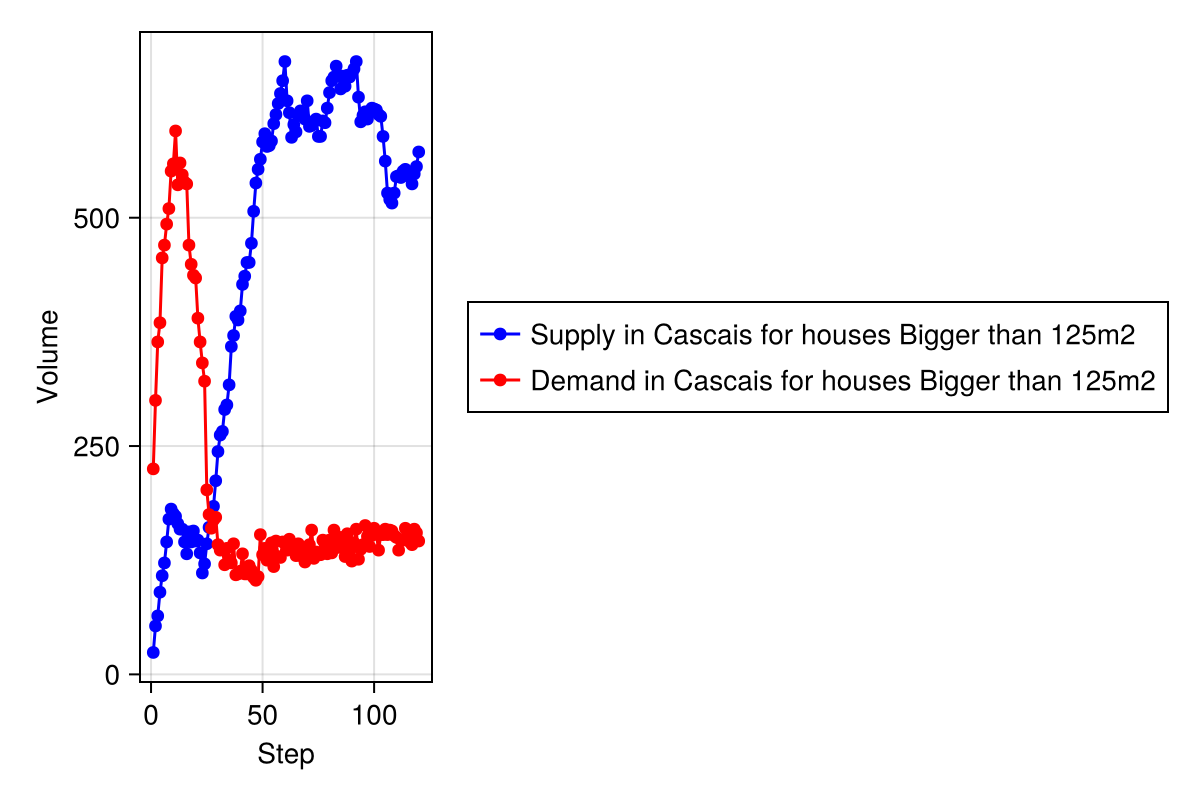 Volume
500
250
0
0 50 100
Step
Supply in Cascais for houses Bigger than 125m2
Demand in Cascais for houses Bigger than 125m2